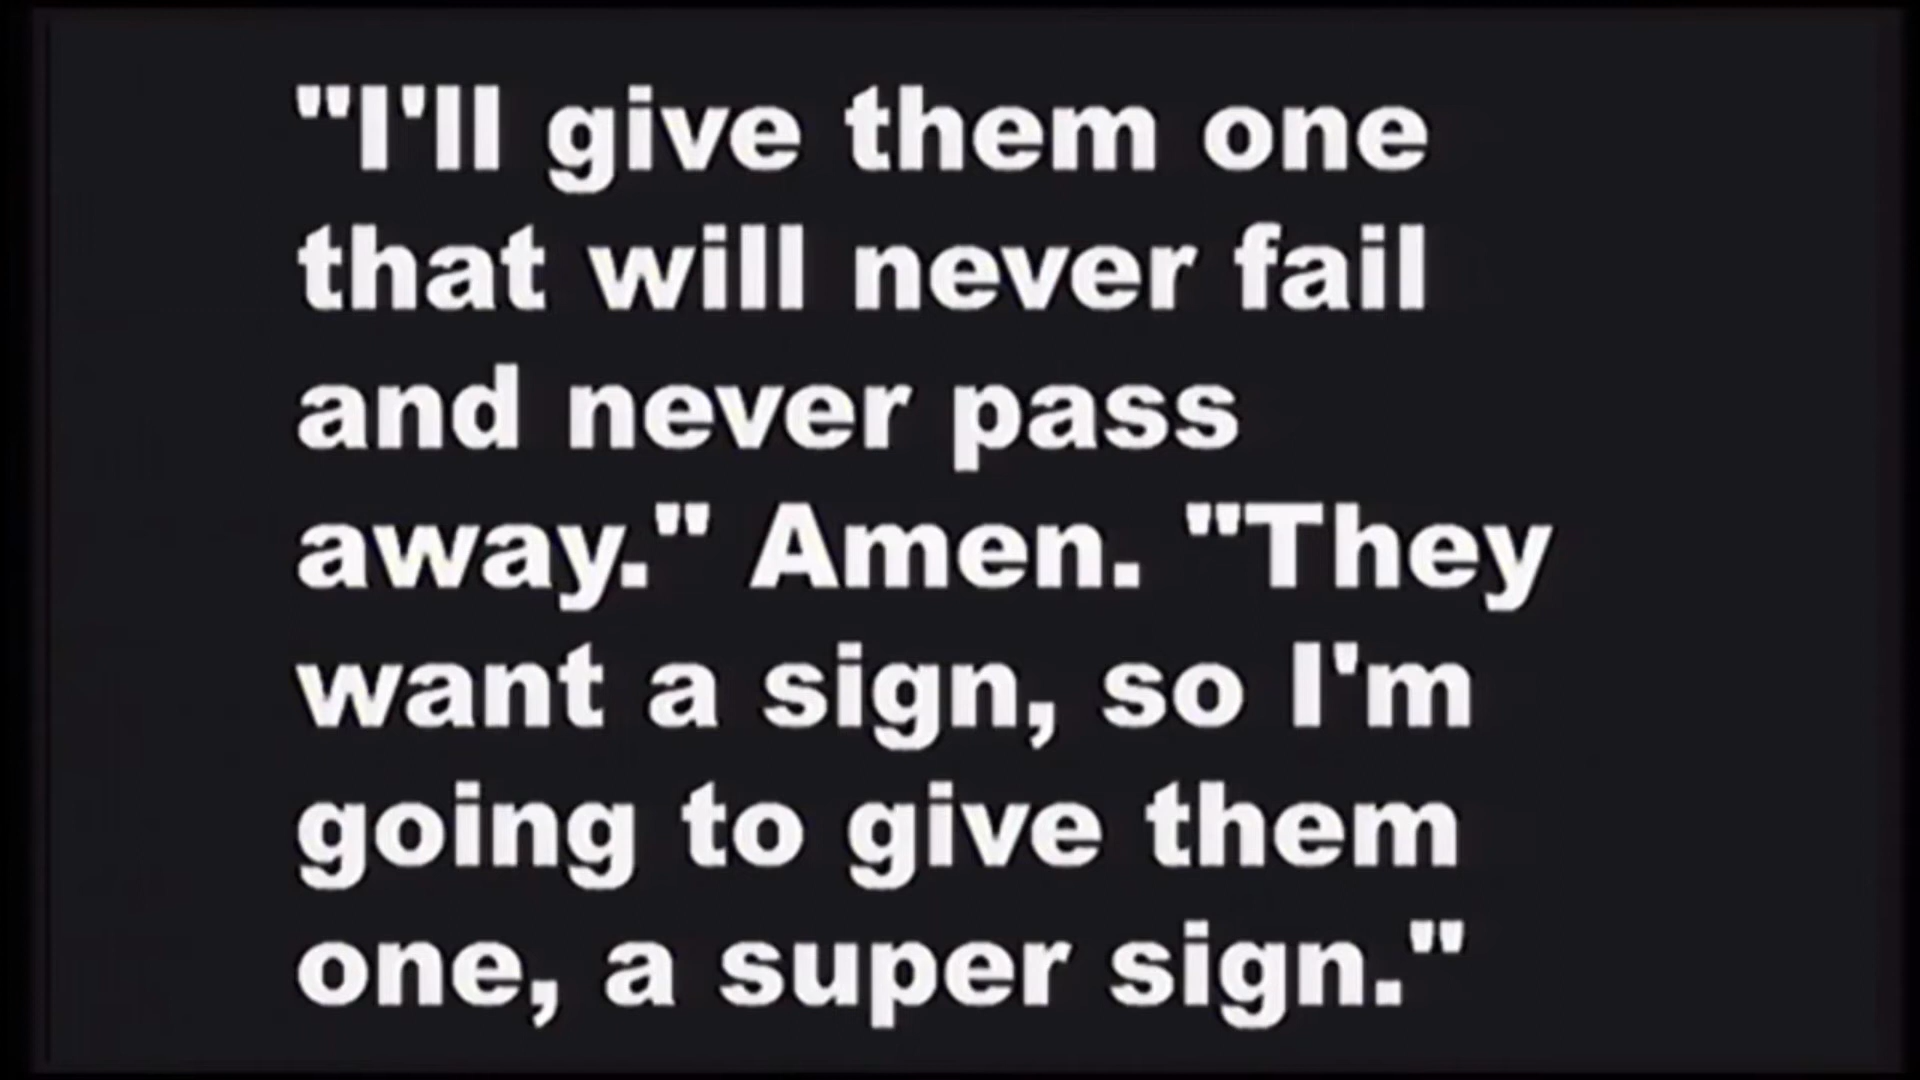 "I'll give them one
that will never fail
and never pass
away." Amen. "They
want a sign, so I'm
going to give them
one, a super sign."